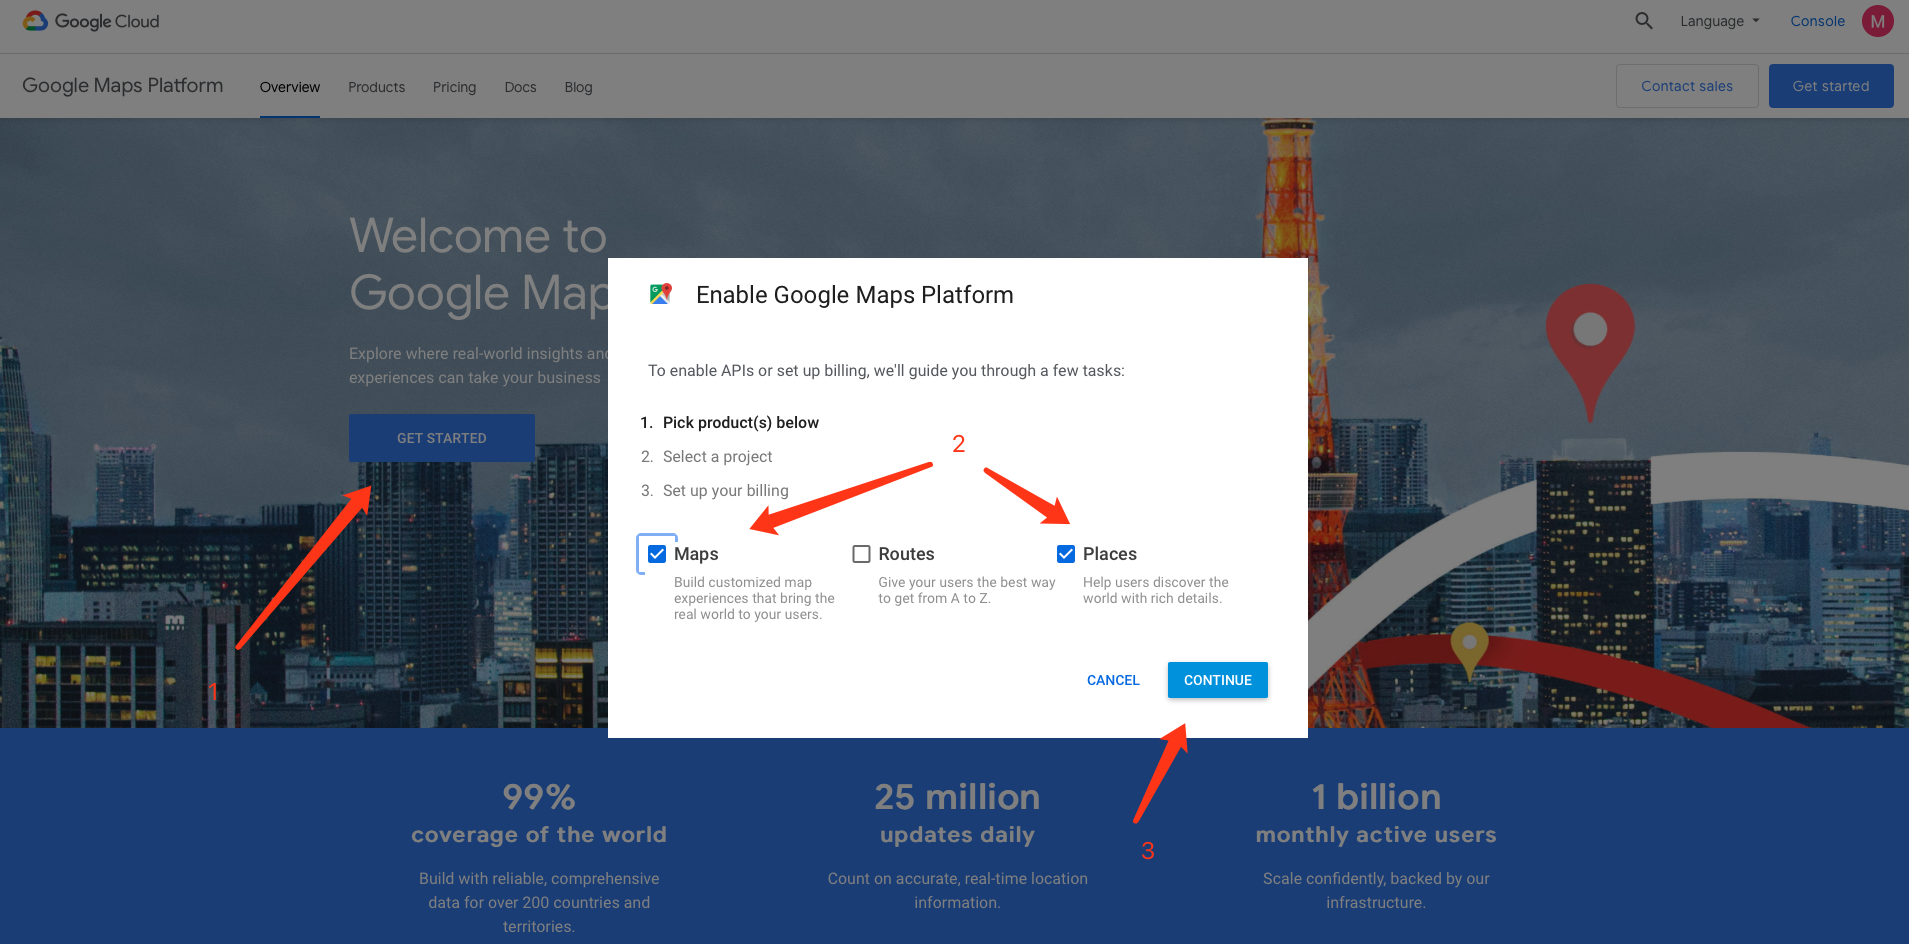 Google Cloud
Language
Console
M
Google Maps Platform
Overview
Products
Pricing
Docs
Blog
Contact sales
Get started
Welcome to
Google Map
Explore where real-world insights and
experiences can take your business
GET STARTED
1
Enable Google Maps Platform
To enable APIs or set up billing, we'll guide you through a few tasks:
1. Pick product(s) below
2. Select a project
3. Set up your billing
2
Maps
Build customized map
experiences that bring the
real world to your users.
Routes
Give your users the best way
to get from A to Z.
Places
Help users discover the
world with rich details.
CANCEL
CONTINUE
3
99%
coverage of the world
Build with reliable, comprehensive
data for over 200 countries and
territories.
25 million
updates daily
Count on accurate, real-time location
information.
1 billion
monthly active users
Scale confidently, backed by our
infrastructure.